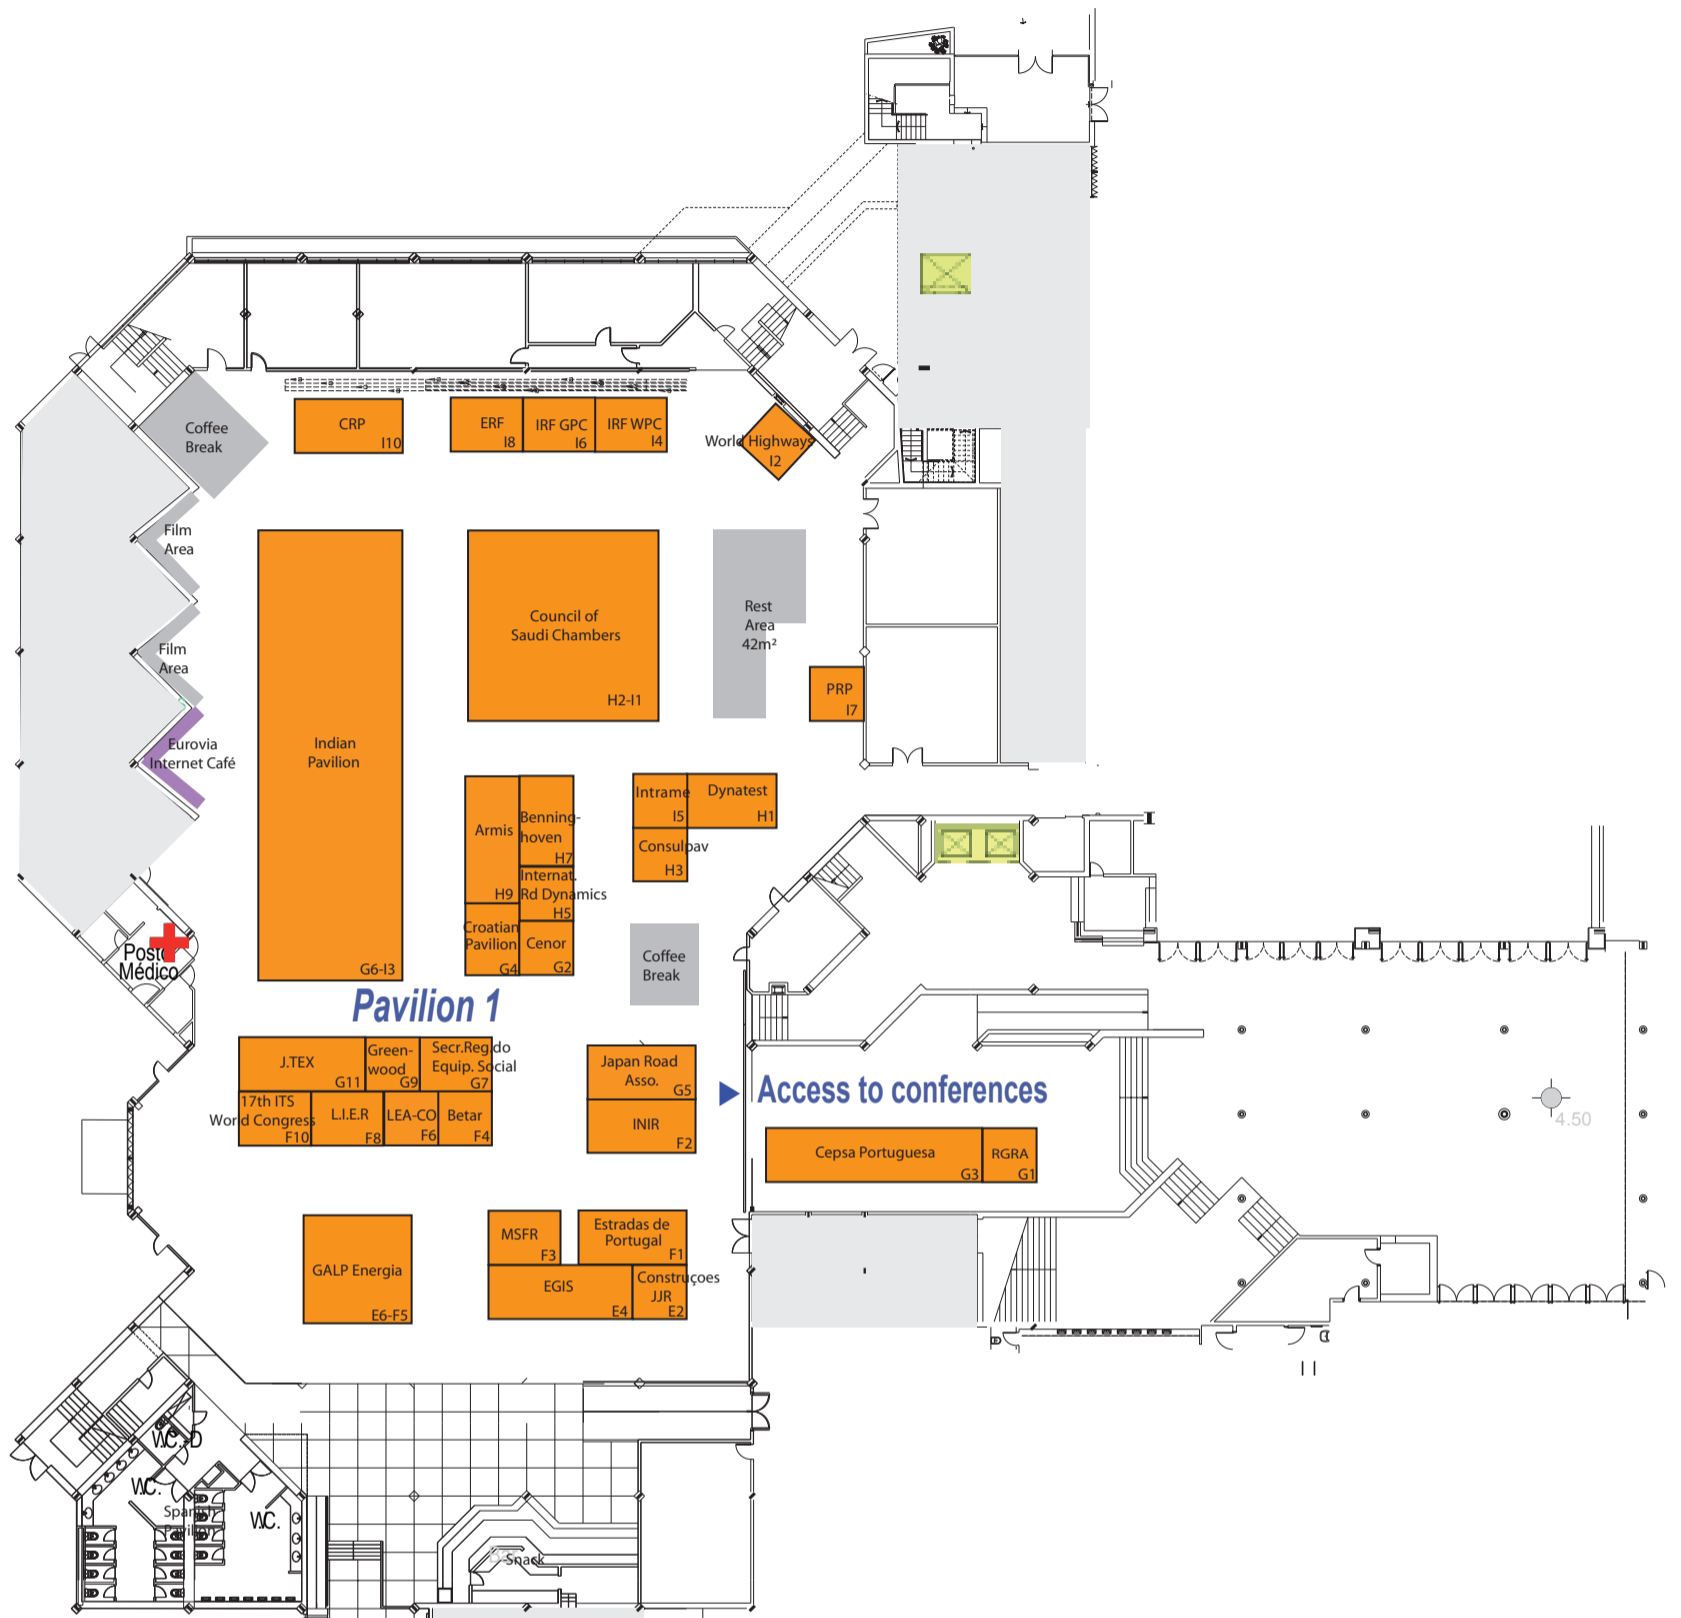 Coffee
Break
CRP
I10
ERF
I8
IRF GPC
I6
IRF WPC
I4
World Highways
I2
Film
Area
Film
Area
Eurovia
Internet Café
Indian
Pavilion
G6-I3
Council of
Saudi Chambers
H2-I1
Rest
Area
42m²
PRP
I7
Armis
H9
Benning-
hoven
H7
Internat.
Rd Dynamics
H5
Croatian
Pavilion
G4
Cenor
G2
Intrame
I5
Dynatest
H1
Consulpav
H3
Coffee
Break
Posto
Médico
Pavilion 1
J.TEX
G11
Green-
wood
G9
Secr.Reg.do
Equip. Social
G7
17th ITS
World Congress
F10
L.I.E.R
F8
LEA-CO
F6
Betar
F4
Japan Road
Asso.
G5
INIR
F2
Access to conferences
Cepsa Portuguesa
G3
RGRA
G1
4.50
GALP Energia
E6-F5
MSFR
F3
Estradas de
Portugal
F1
EGIS
E4
Construçoes
JJR
E2
W.C. D
W.C.
W.C.
Spanish
Pavilion
Snack